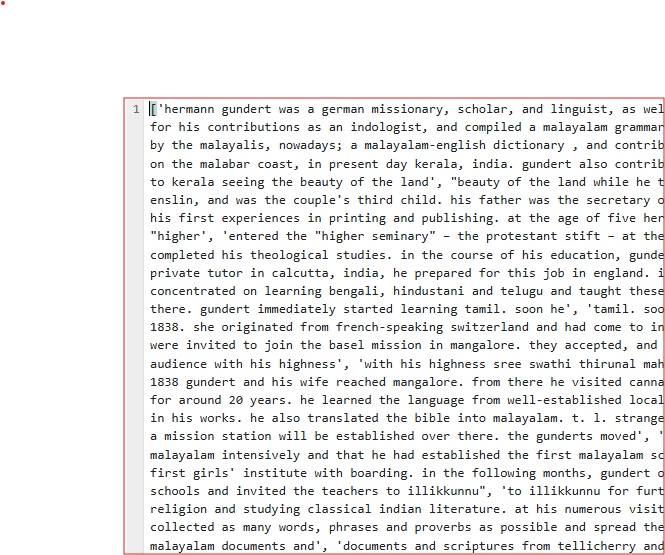 1 ['hermann gundert was a german missionary, scholar, and linguist, as wel
for his contributions as an indologist, and compiled a malayalam grammar
by the malayalis, nowadays; a malayalam-english dictionary , and contrib
on the malabar coast, in present day kerala, india. gundert also contrib
to kerala seeing the beauty of the land', "beauty of the land while he t
enslin, and was the couple's third child. his father was the secretary o
his first experiences in printing and publishing. at the age of five her
"higher', 'entered the "higher seminary" – the protestant stift – at the
completed his theological studies. in the course of his education, gunde
private tutor in calcutta, india, he prepared for this job in england. i
concentrated on learning bengali, hindustani and telugu and taught these
there. gundert immediately started learning tamil. soon he', 'tamil. soo
1838. she originated from french-speaking switzerland and had come to in
were invited to join the basel mission in mangalore. they accepted, and
audience with his highness', 'with his highness sree swathi thirunal mah
1838 gundert and his wife reached mangalore. from there he visited canna
for around 20 years. he learned the language from well-established local
in his works. he also translated the bible into malayalam. t. l. strange
a mission station will be established over there. the gunderts moved', '
malayalam intensively and that he had established the first malayalam sc
first girls' institute with boarding. in the following months, gundert o
schools and invited the teachers to illikkunnu", 'to illikkunnu for furt
religion and studying classical indian literature. at his numerous visit
collected as many words, phrases and proverbs as possible and spread the
malayalam documents and', 'documents and scriptures from tellicherry and